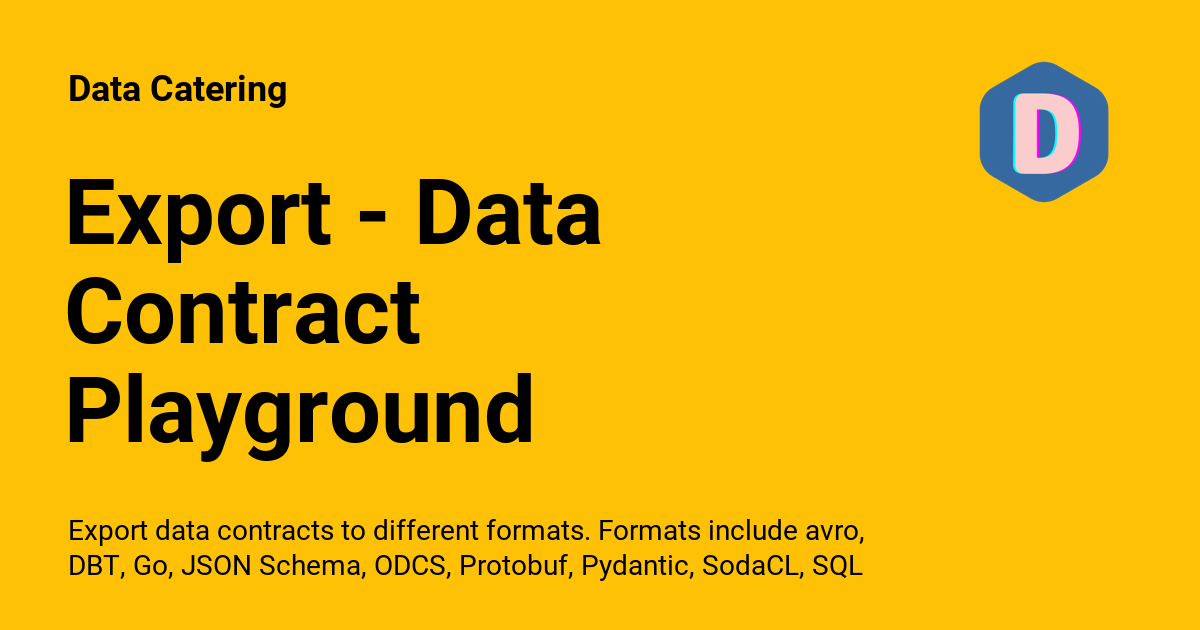 Data Catering
D
Export - Data
Contract
Playground
Export data contracts to different formats. Formats include avro,
DBT, Go, JSON Schema, ODCS, Protobuf, Pydantic, SodaCL, SQL